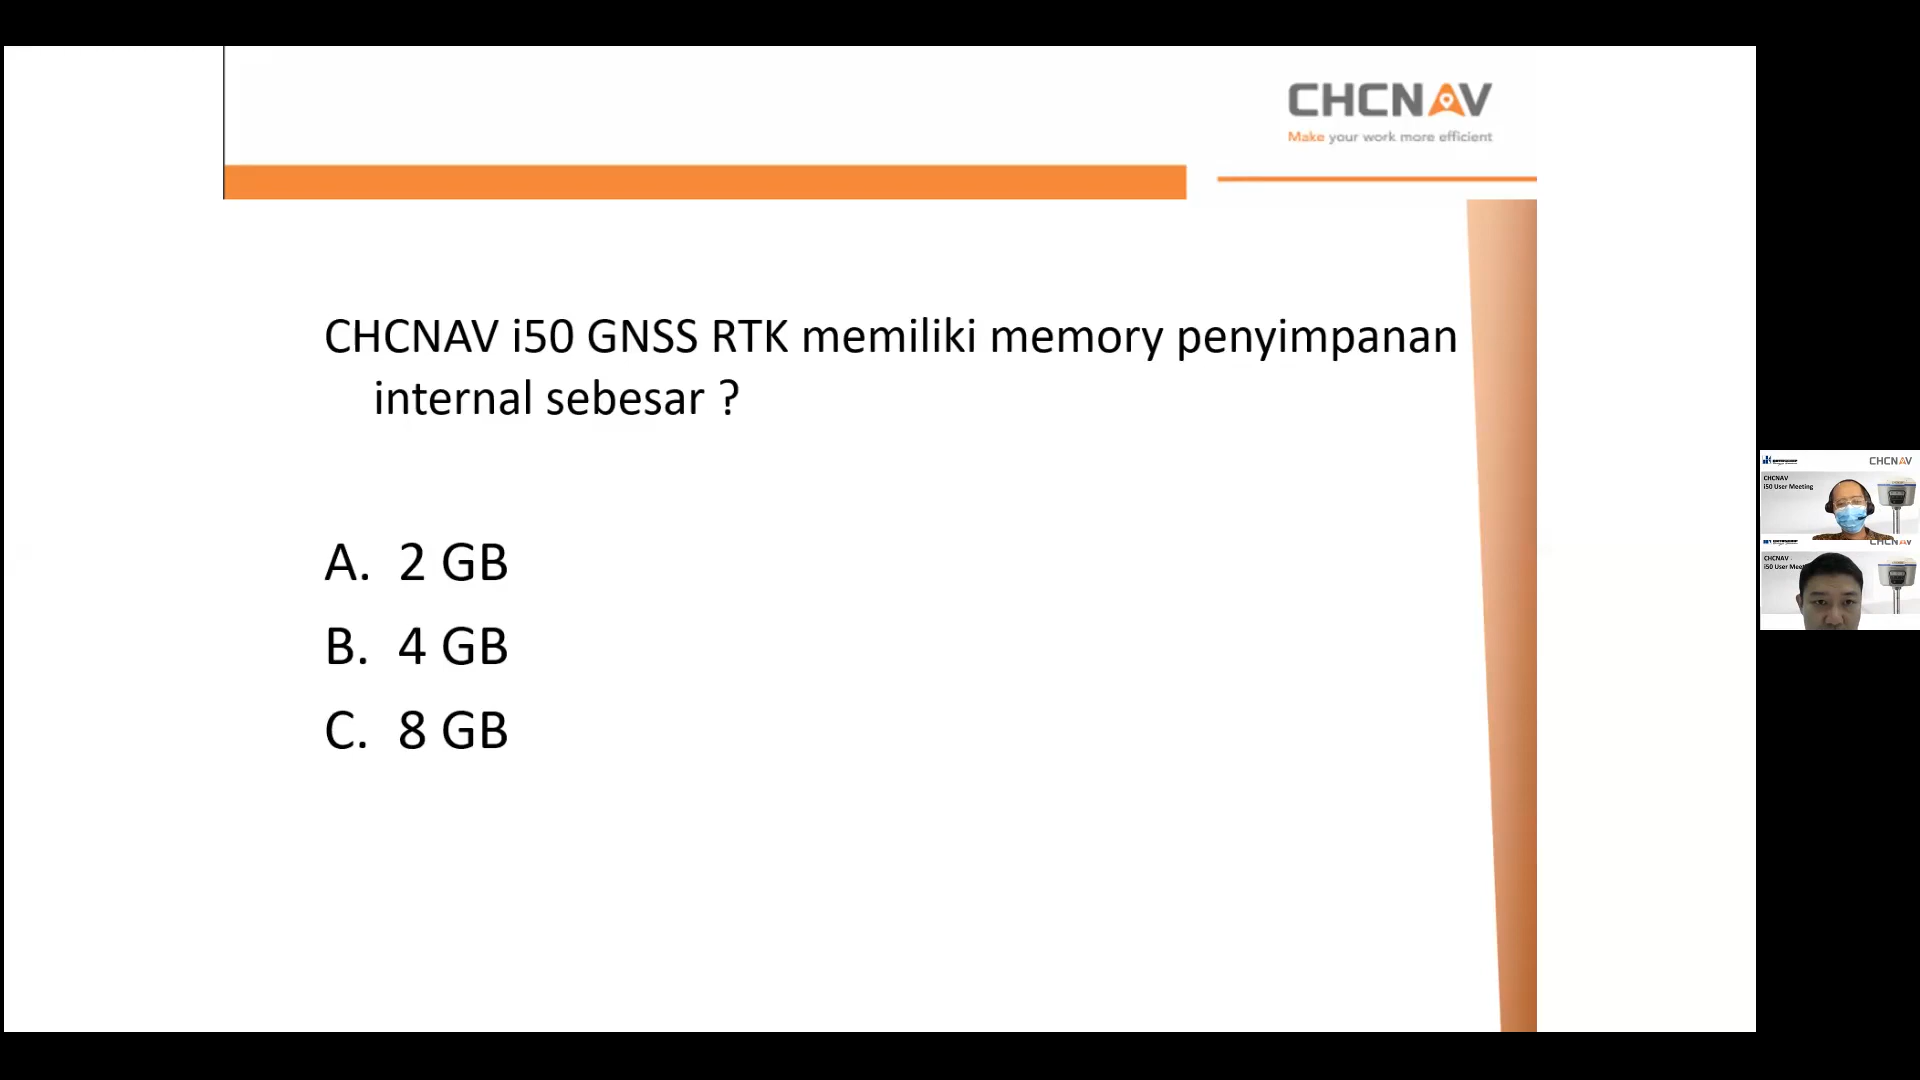 CHCNAV
Make your work more efficient
CHCNAV i50 GNSS RTK memiliki memory penyimpanan
internal sebesar ?
A. 2 GB
B. 4 GB
C. 8 GB
CHCNAV
CHCNAV
i50 User Meeting
CHCNAV
CHCNAV
i50 User Meet